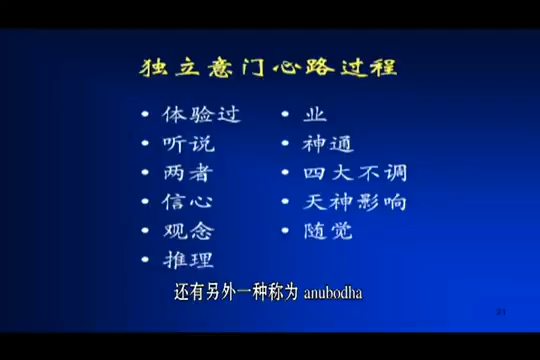 独立意门心路过程
• 体验过
• 听说
• 两者
• 信心
• 观念
• 推理
• 业
• 神通
• 四大不调
• 天神影响
• 随觉
还有另外一种称为 anubodha
23